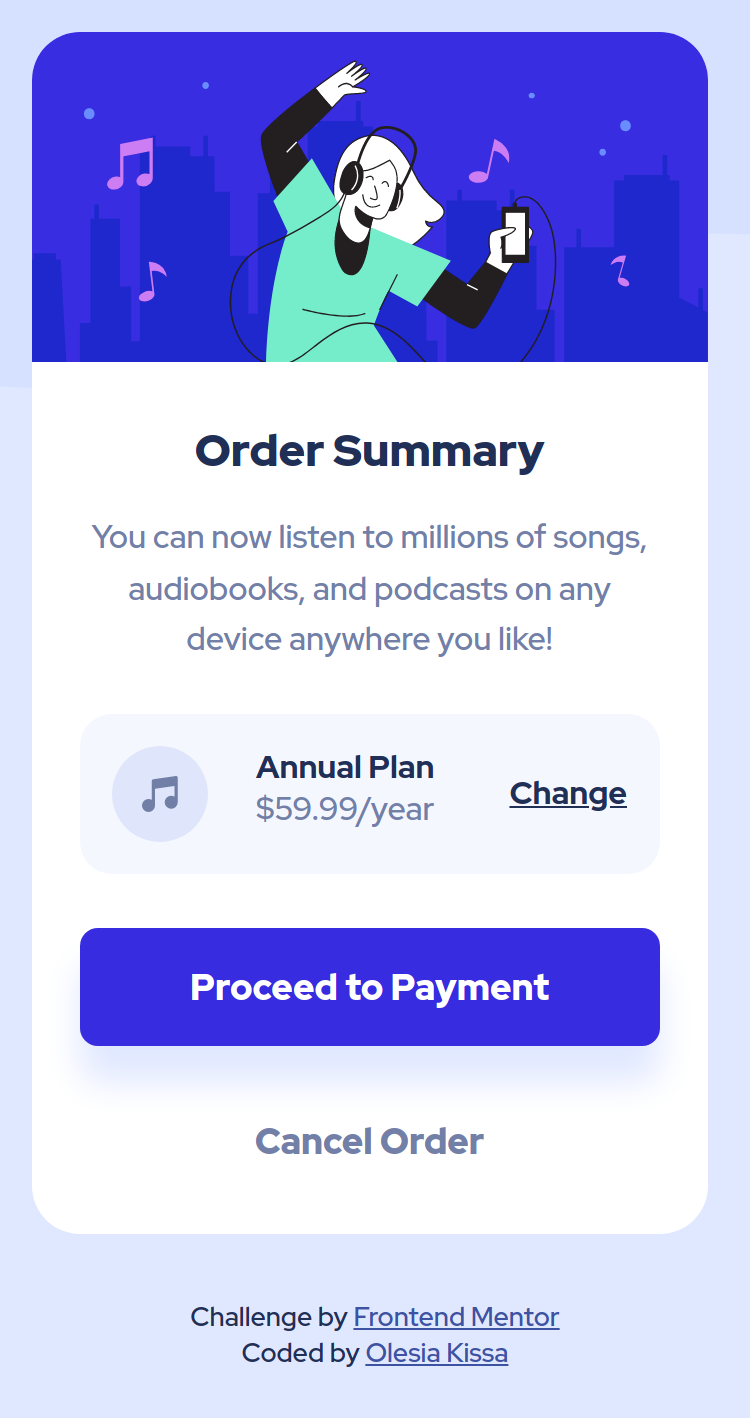 Order Summary
You can now listen to millions of songs,
audiobooks, and podcasts on any
device anywhere you like!
Annual Plan
$59.99/year
Change
Proceed to Payment
Cancel Order
Challenge by Frontend Mentor
Coded by Olesia Kissa